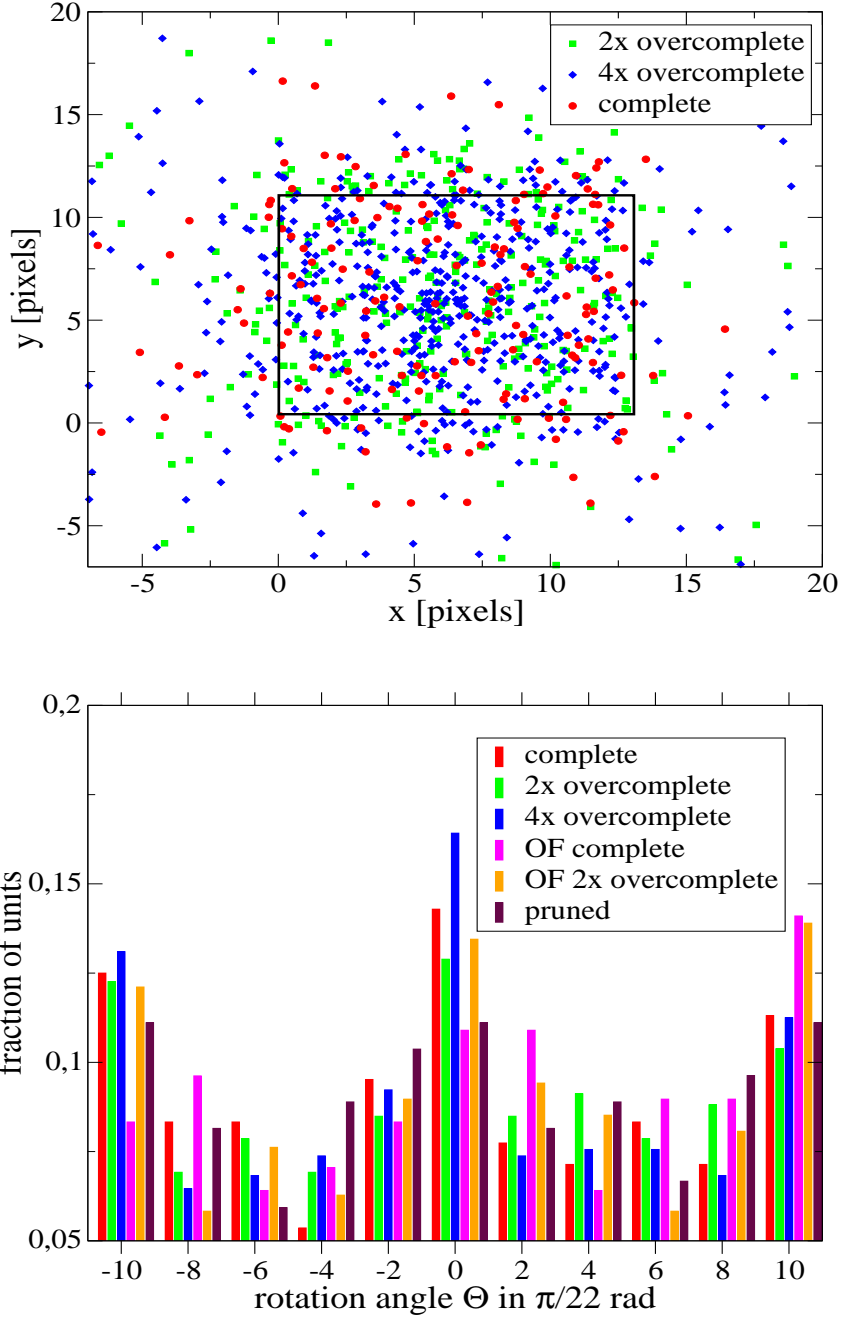 20
15
10
5
0
-5
y [pixels]
2x overcomplete
4x overcomplete
complete
-5 0 5 10 15 20
x [pixels]
0,2
0,15
0,1
0,05
fraction of units
complete
2x overcomplete
4x overcomplete
OF complete
OF 2x overcomplete
pruned
-10 -8 -6 -4 -2 0 2 4 6 8 10
rotation angle Θ in π/22 rad